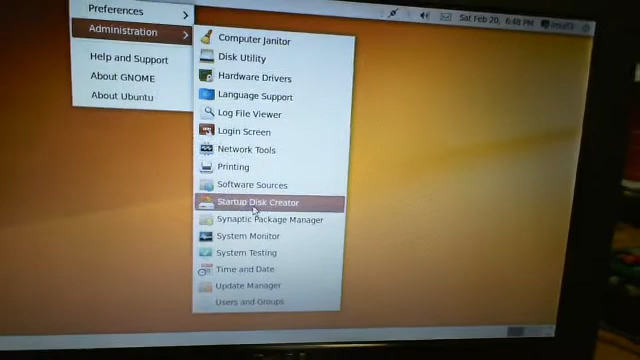 Preferences
Administration
Help and Support
About GNOME
About Ubuntu
Sat Feb 20, 6:48 PM
Computer Janitor
Disk Utility
Hardware Drivers
Language Support
Log File Viewer
Login Screen
Network Tools
Printing
Software Sources
Startup Disk Creator
Synaptic Package Manager
System Monitor
System Testing
Time and Date
Update Manager
Users and Groups